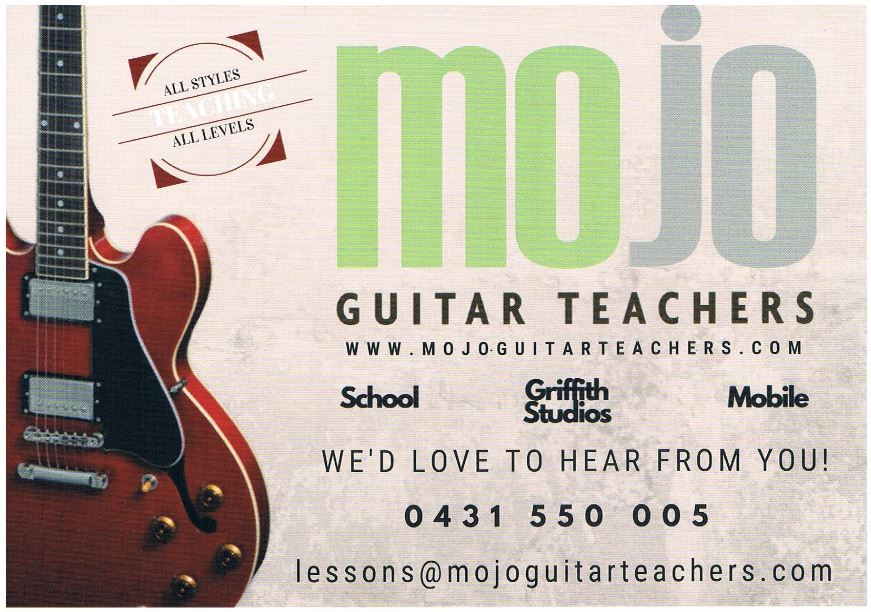 ALL STYLES
TEACHING
ALL LEVELS
mojo
GUITAR TEACHERS
WWW.MOJOGUITARTEACHERS.COM
School
Griffith
Studios
Mobile
WE'D LOVE TO HEAR FROM YOU!
0431 550 005
lessons@mojoguitarteachers.com